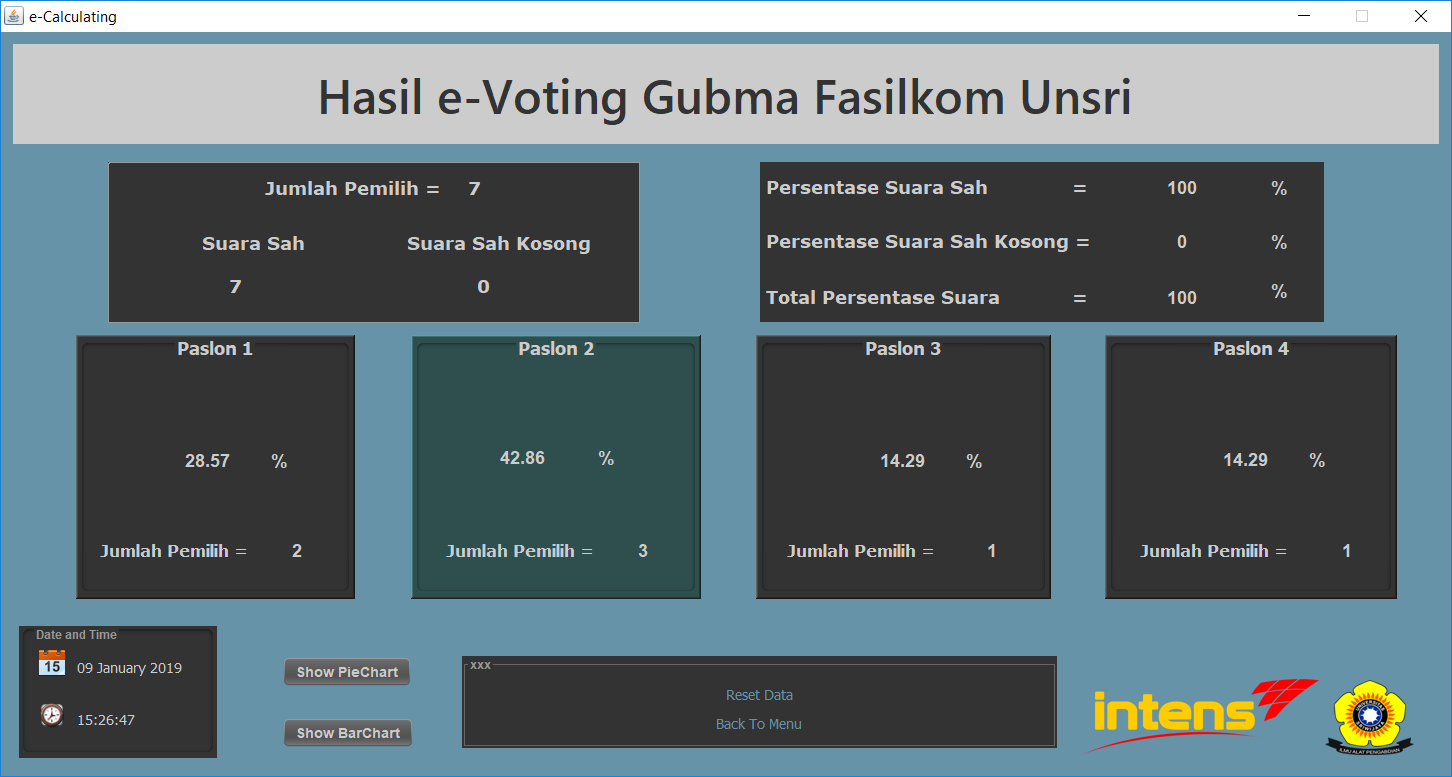 e-Calculating
Hasil e-Voting Gubma Fasilkom Unsri
Jumlah Pemilih = 7
Suara Sah Suara Sah Kosong
7 0
Persentase Suara Sah = 100 %
Persentase Suara Sah Kosong = 0 %
Total Persentase Suara = 100 %
Paslon 1
28.57 %
Jumlah Pemilih = 2
Paslon 2
42.86 %
Jumlah Pemilih = 3
Paslon 3
14.29 %
Jumlah Pemilih = 1
Paslon 4
14.29 %
Jumlah Pemilih = 1
Date and Time
15 09 January 2019
15:26:47
Show PieChart
Show BarChart
xxx
Reset Data
Back To Menu
intens
ILMU ALAT PENGABDIAN